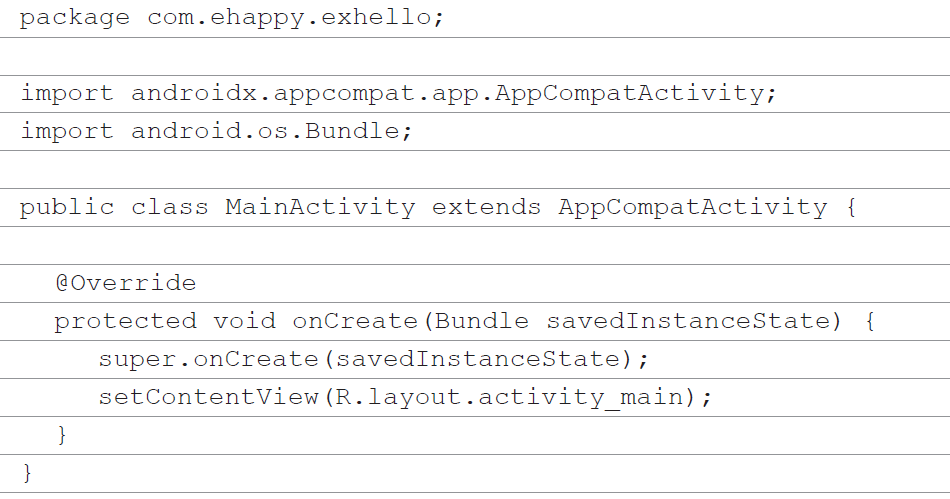 package com.ehappy.exhello;

import androidx.appcompat.app.AppCompatActivity;
import android.os.Bundle;

public class MainActivity extends AppCompatActivity {

   @Override
   protected void onCreate(Bundle savedInstanceState) {
      super.onCreate(savedInstanceState);
      setContentView(R.layout.activity_main);
   }
}